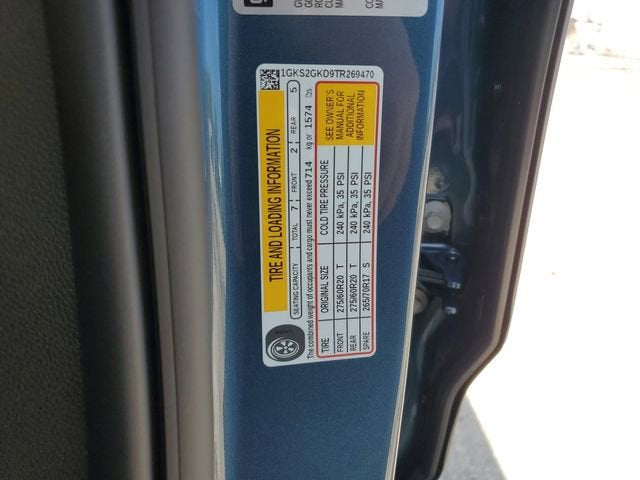 1GKS2GKD9TR269470
TIRE AND LOADING INFORMATION
SEATING CAPACITY TOTAL 7 FRONT 2 REAR 5
The combined weight of occupants and cargo must never exceed 714 kg or 1574 lbs
TIRE ORIGINAL SIZE COLD TIRE PRESSURE
FRONT 275/60R20 T 240 kPa, 35 PSI
REAR 275/60R20 T 240 kPa, 35 PSI
SPARE 265/70R17 S 240 kPa, 35 PSI
SEE OWNER'S
MANUAL FOR
ADDITIONAL
INFORMATION